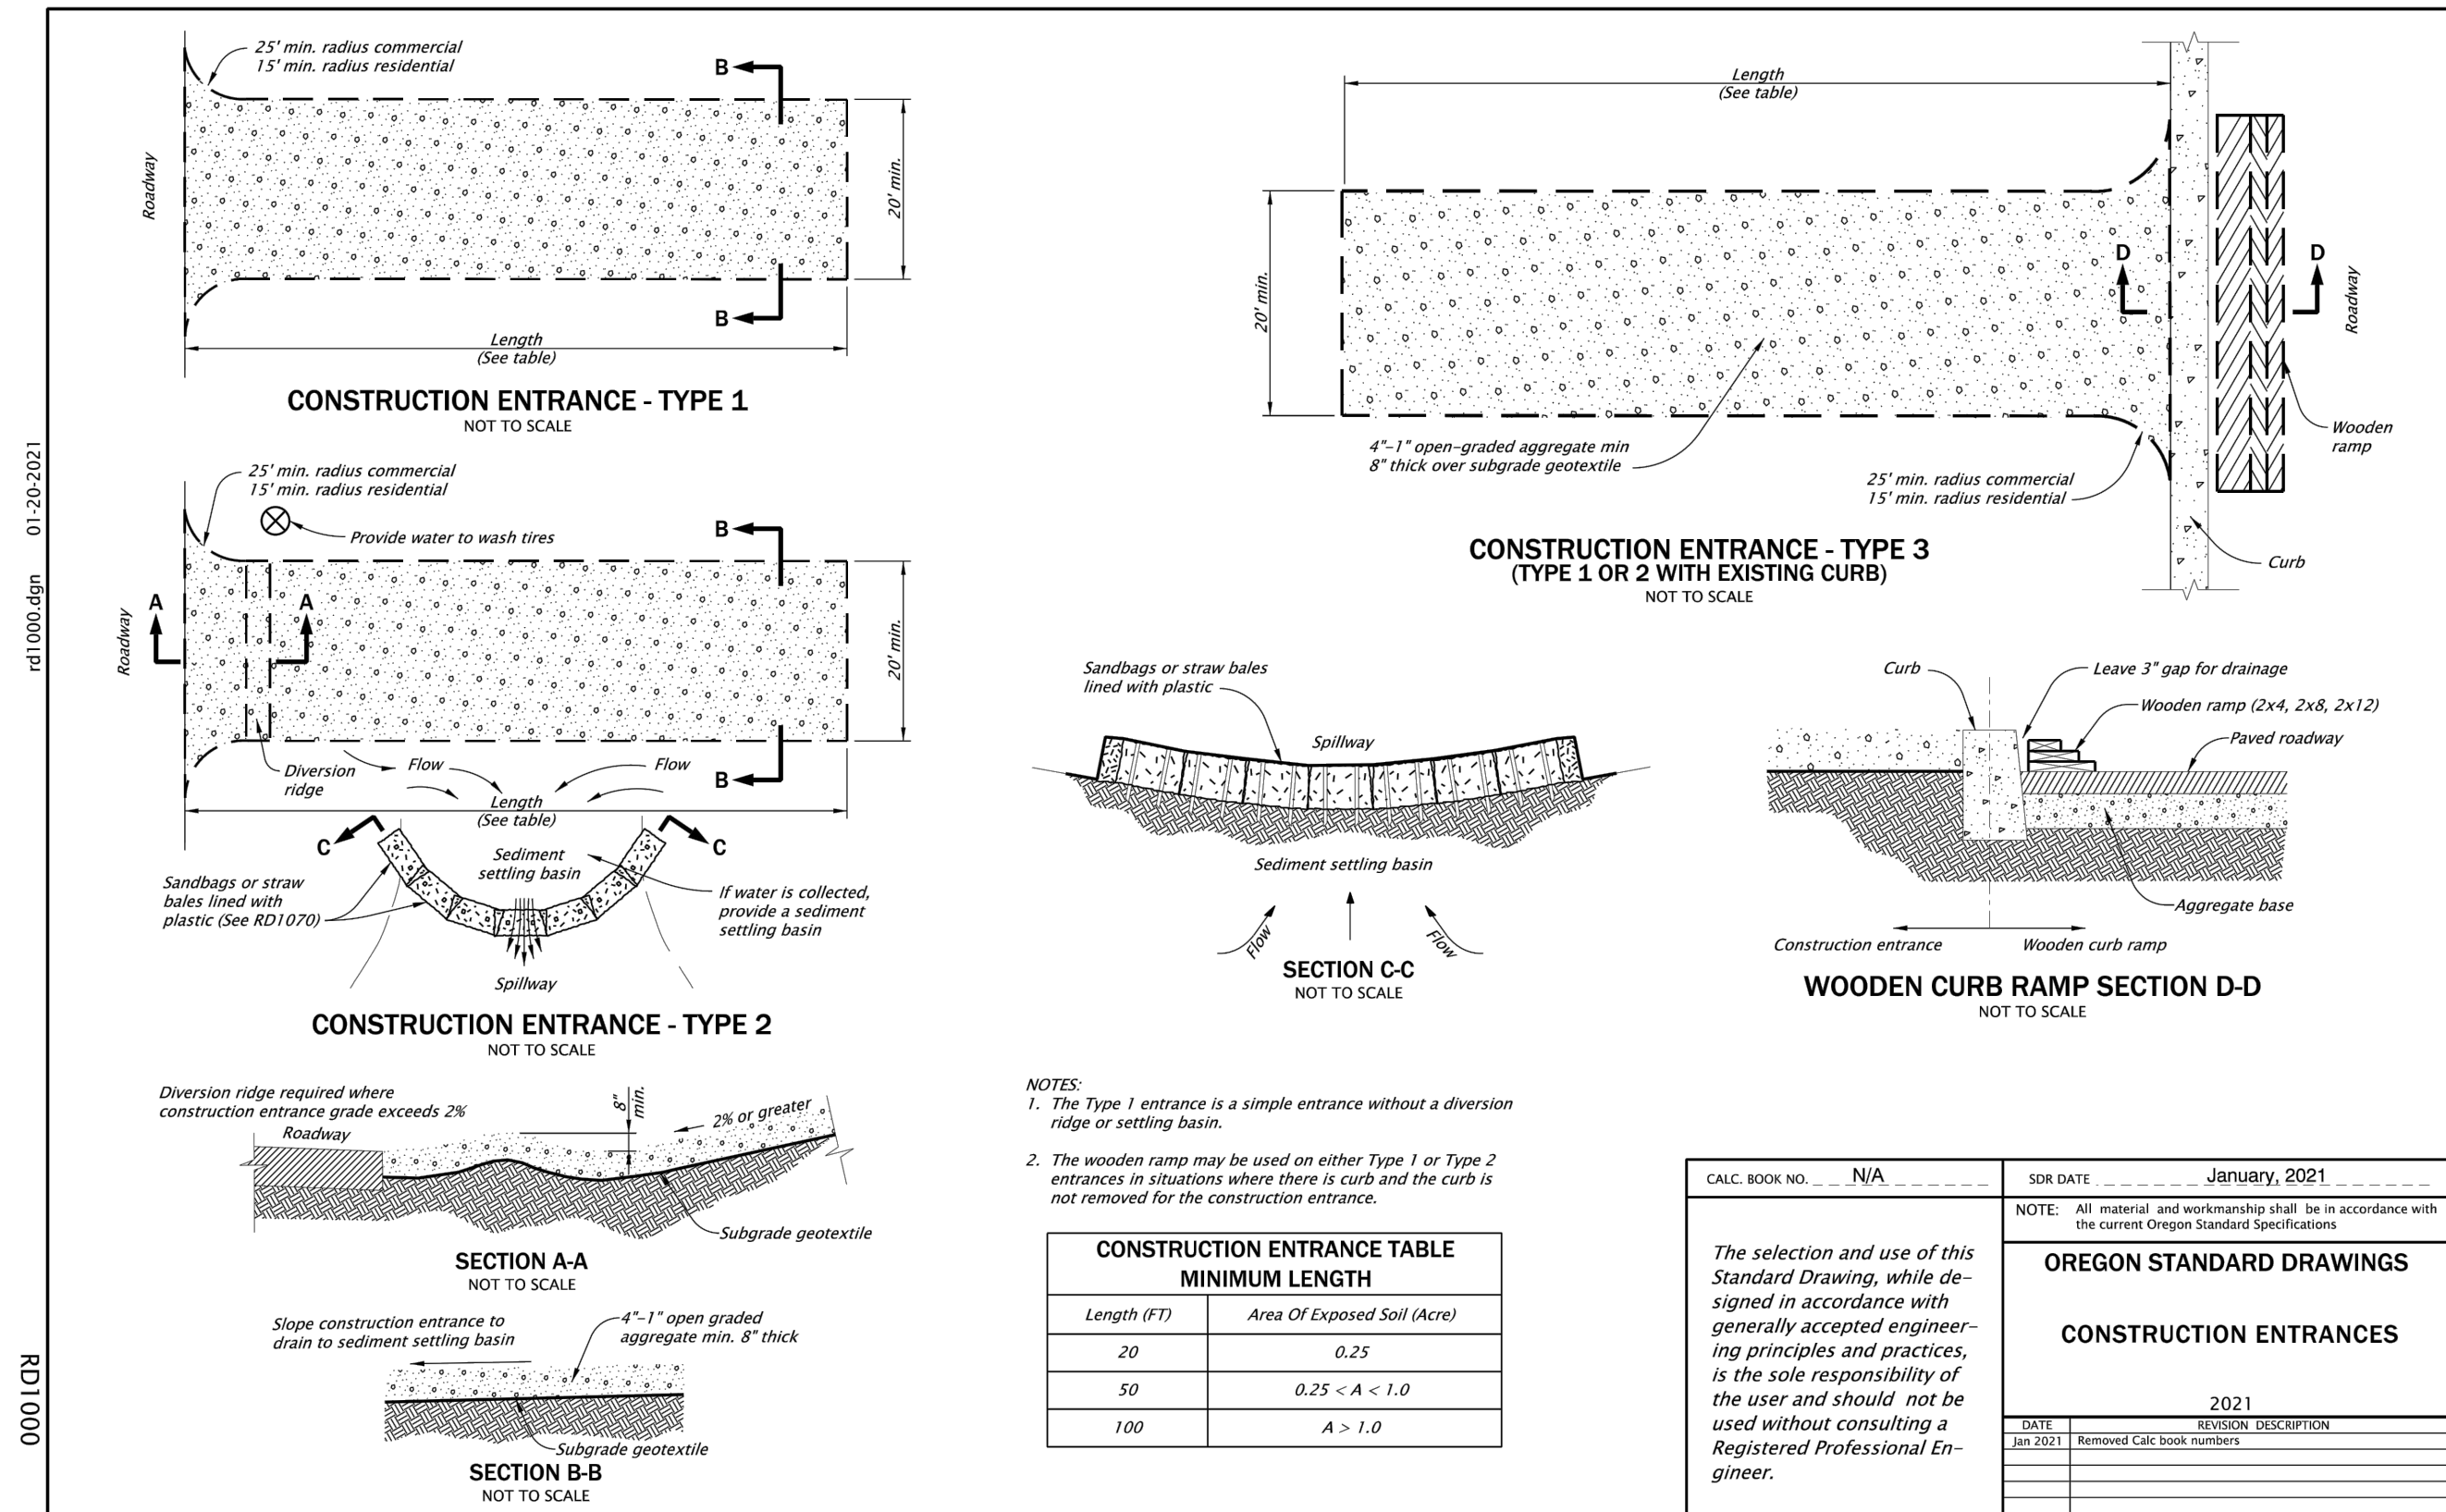 25' min. radius commercial
15' min. radius residential
B
Roadway
20' min.
B
Length
(See table)
CONSTRUCTION ENTRANCE - TYPE 1
NOT TO SCALE
25' min. radius commercial
15' min. radius residential
Provide water to wash tires
B
A
A
Roadway
20' min.
Diversion
ridge
Flow
Flow
B
Length
(See table)
C
C
Sediment
settling basin
Sandbags or straw
bales lined with
plastic (See RD1070)
If water is collected,
provide a sediment
settling basin
Spillway
CONSTRUCTION ENTRANCE - TYPE 2
NOT TO SCALE
Diversion ridge required where
construction entrance grade exceeds 2%
Roadway
8"
min.
2% or greater
Subgrade geotextile
SECTION A-A
NOT TO SCALE
Slope construction entrance to
drain to sediment settling basin
4"-1" open graded
aggregate min. 8" thick
Subgrade geotextile
SECTION B-B
NOT TO SCALE
Length
(See table)
20' min.
D
D
Roadway
4"-1" open-graded aggregate min
8" thick over subgrade geotextile
Wooden
ramp
25' min. radius commercial
15' min. radius residential
Curb
CONSTRUCTION ENTRANCE - TYPE 3
(TYPE 1 OR 2 WITH EXISTING CURB)
NOT TO SCALE
Sandbags or straw bales
lined with plastic
Spillway
Sediment settling basin
Flow
Flow
SECTION C-C
NOT TO SCALE
Curb
Leave 3" gap for drainage
Wooden ramp (2x4, 2x8, 2x12)
Paved roadway
Aggregate base
Construction entrance
Wooden curb ramp
WOODEN CURB RAMP SECTION D-D
NOT TO SCALE
NOTES:
1. The Type 1 entrance is a simple entrance without a diversion
ridge or settling basin.
2. The wooden ramp may be used on either Type 1 or Type 2
entrances in situations where there is curb and the curb is
not removed for the construction entrance.
CONSTRUCTION ENTRANCE TABLE
MINIMUM LENGTH
Length (FT) Area Of Exposed Soil (Acre)
20 0.25
50 0.25 < A < 1.0
100 A > 1.0
CALC. BOOK NO. N/A
SDR DATE January, 2021
NOTE: All material and workmanship shall be in accordance with
the current Oregon Standard Specifications
The selection and use of this
Standard Drawing, while de-
signed in accordance with
generally accepted engineer-
ing principles and practices,
is the sole responsibility of
the user and should not be
used without consulting a
Registered Professional En-
gineer.
OREGON STANDARD DRAWINGS
CONSTRUCTION ENTRANCES
2021
DATE REVISION DESCRIPTION
Jan 2021 Removed Calc book numbers
rd1000.dgn 01-20-2021
RD1000